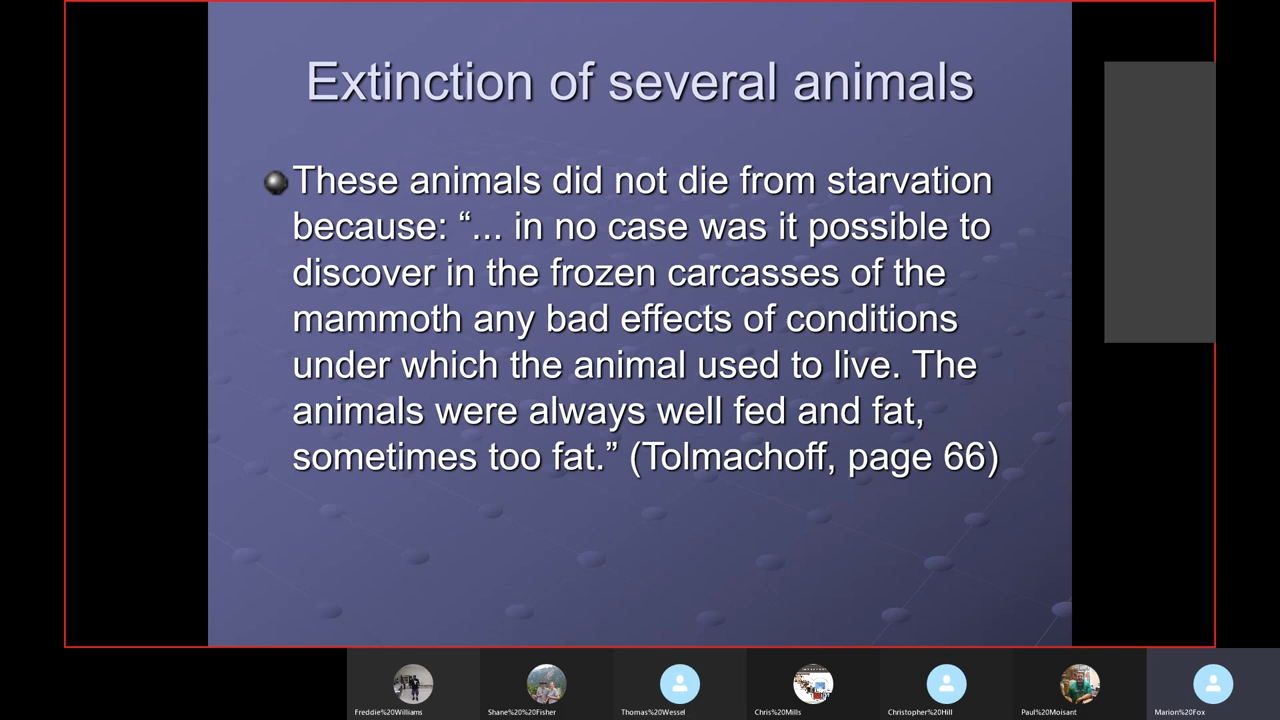 Extinction of several animals
These animals did not die from starvation
because: “... in no case was it possible to
discover in the frozen carcasses of the
mammoth any bad effects of conditions
under which the animal used to live. The
animals were always well fed and fat,
sometimes too fat.” (Tolmachoff, page 66)
Freddie%20Williams
Shane%20%20Fisher
Thomas%20Wessel
Chris%20Mills
Christopher%20Hill
Paul%20Moisant
Marion%20Fox